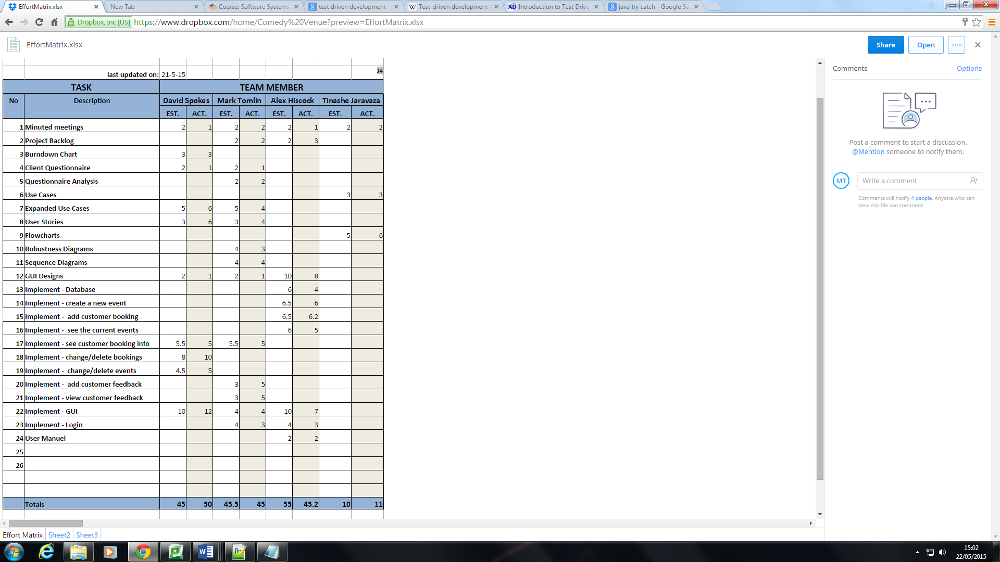 EffortMatrix.xlsx
New Tab
Course: Software Systems
test driven development -
Test-driven development
Introduction to Test Drive
java try catch - Google Se
Dropbox, Inc [US]
https://www.dropbox.com/home/Comedy%20Venue?preview=EffortMatrix.xlsx
EffortMatrix.xlsx
Share
Open
last updated on: 21-5-15
J4
TASK TEAM MEMBER
No Description David Spokes Mark Tomlin Alex Hiscock Tinashe Jaravaza
EST. ACT. EST. ACT. EST. ACT. EST. ACT.
1 Minuted meetings 2 1 2 2 2 1 2 2
2 Project Backlog 2 2 2 3
3 Burndown Chart 3 3
4 Client Questionnaire 2 1 2 1
5 Questionnaire Analysis 2 2
6 Use Cases 3 3
7 Expanded Use Cases 5 6 5 4
8 User Stories 3 6 3 4
9 Flowcharts 5 6
10 Robustness Diagrams 4 3
11 Sequence Diagrams 4 4
12 GUI Designs 2 1 2 1 10 8
13 Implement - Database 6 4
14 Implement - create a new event 6.5 6
15 Implement - add customer booking 6.5 6.2
16 Implement - see the current events 6 5
17 Implement - see customer booking info 5.5 5 5.5 5
18 Implement - change/delete bookings 8 10
19 Implement - change/delete events 4.5 5
20 Implement - add customer feedback 3 5
21 Implement - view customer feedback 3 5
22 Implement - GUI 10 12 4 4 10 7
23 Implement - Login 4 3 4 3
24 User Manuel 2 2
25
26
Totals 45 50 45.5 45 55 45.2 10 11
Effort Matrix
Sheet2
Sheet3
Comments
Options
Post a comment to start a discussion.
@Mention someone to notify them.
MT
Write a comment
Comments will notify 4 people. Anyone who can
view this file can comment.
15:02
22/05/2015